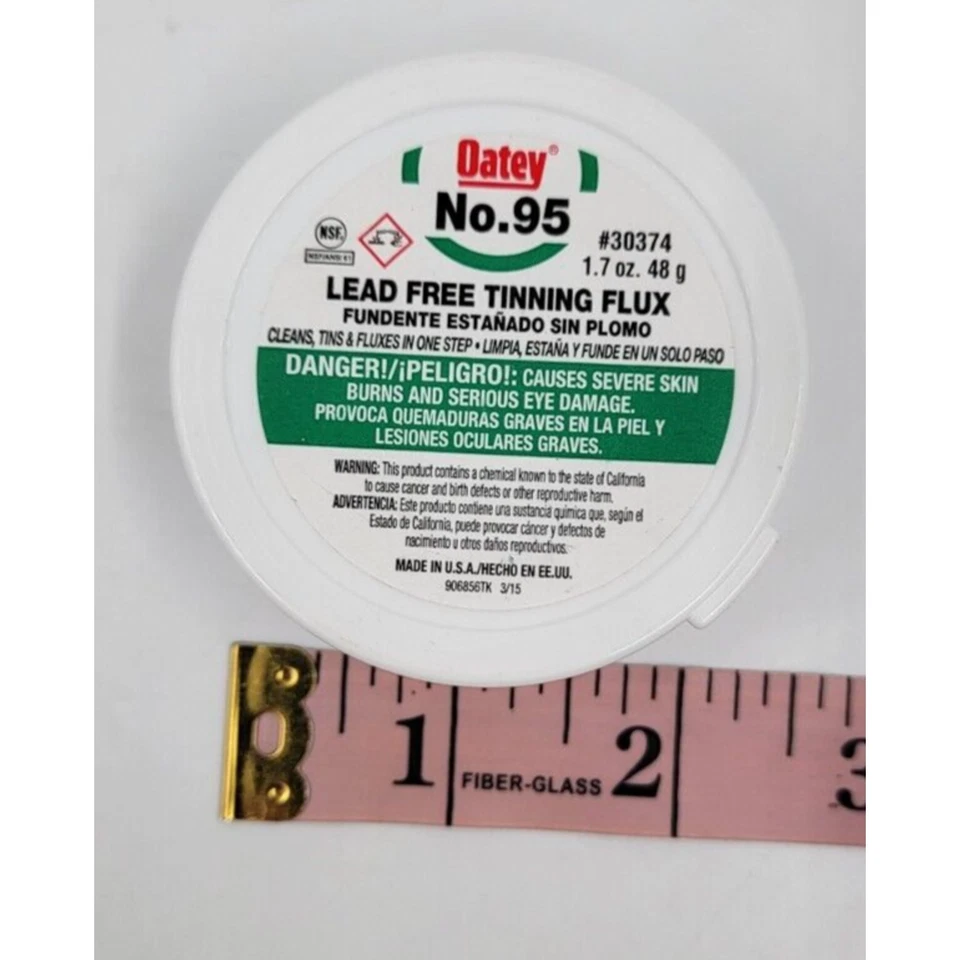 Oatey®
No.95
NSF®
NSF/ANSI 61
#30374
1.7 oz. 48 g
LEAD FREE TINNING FLUX
FUNDENTE ESTAÑADO SIN PLOMO
CLEANS, TINS & FLUXES IN ONE STEP • LIMPIA, ESTAÑA Y FUNDE EN UN SOLO PASO
DANGER!/¡PELIGRO!: CAUSES SEVERE SKIN
BURNS AND SERIOUS EYE DAMAGE.
PROVOCA QUEMADURAS GRAVES EN LA PIEL Y
LESIONES OCULARES GRAVES.
WARNING: This product contains a chemical known to the state of California
to cause cancer and birth defects or other reproductive harm.
ADVERTENCIA: Este producto contiene una sustancia química que, según el
Estado de California, puede provocar cáncer y defectos de
nacimiento u otros daños reproductivos.
MADE IN U.S.A./HECHO EN EE.UU.
906856TK 3/15
1 FIBER-GLASS 2 3